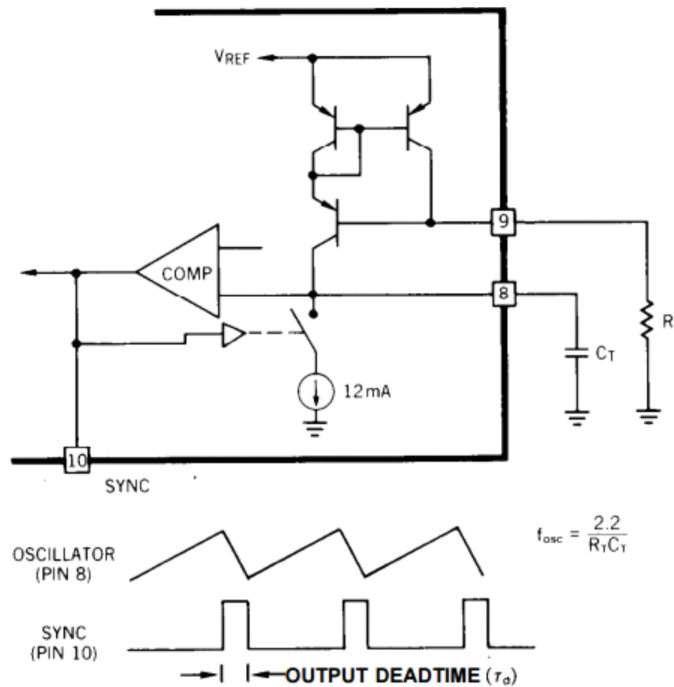 VREF
9
COMP
8
R
CT
12mA
10
SYNC
fosc = 2.2
RTCT
OSCILLATOR
(PIN 8)
SYNC
(PIN 10)
OUTPUT DEADTIME (τd)